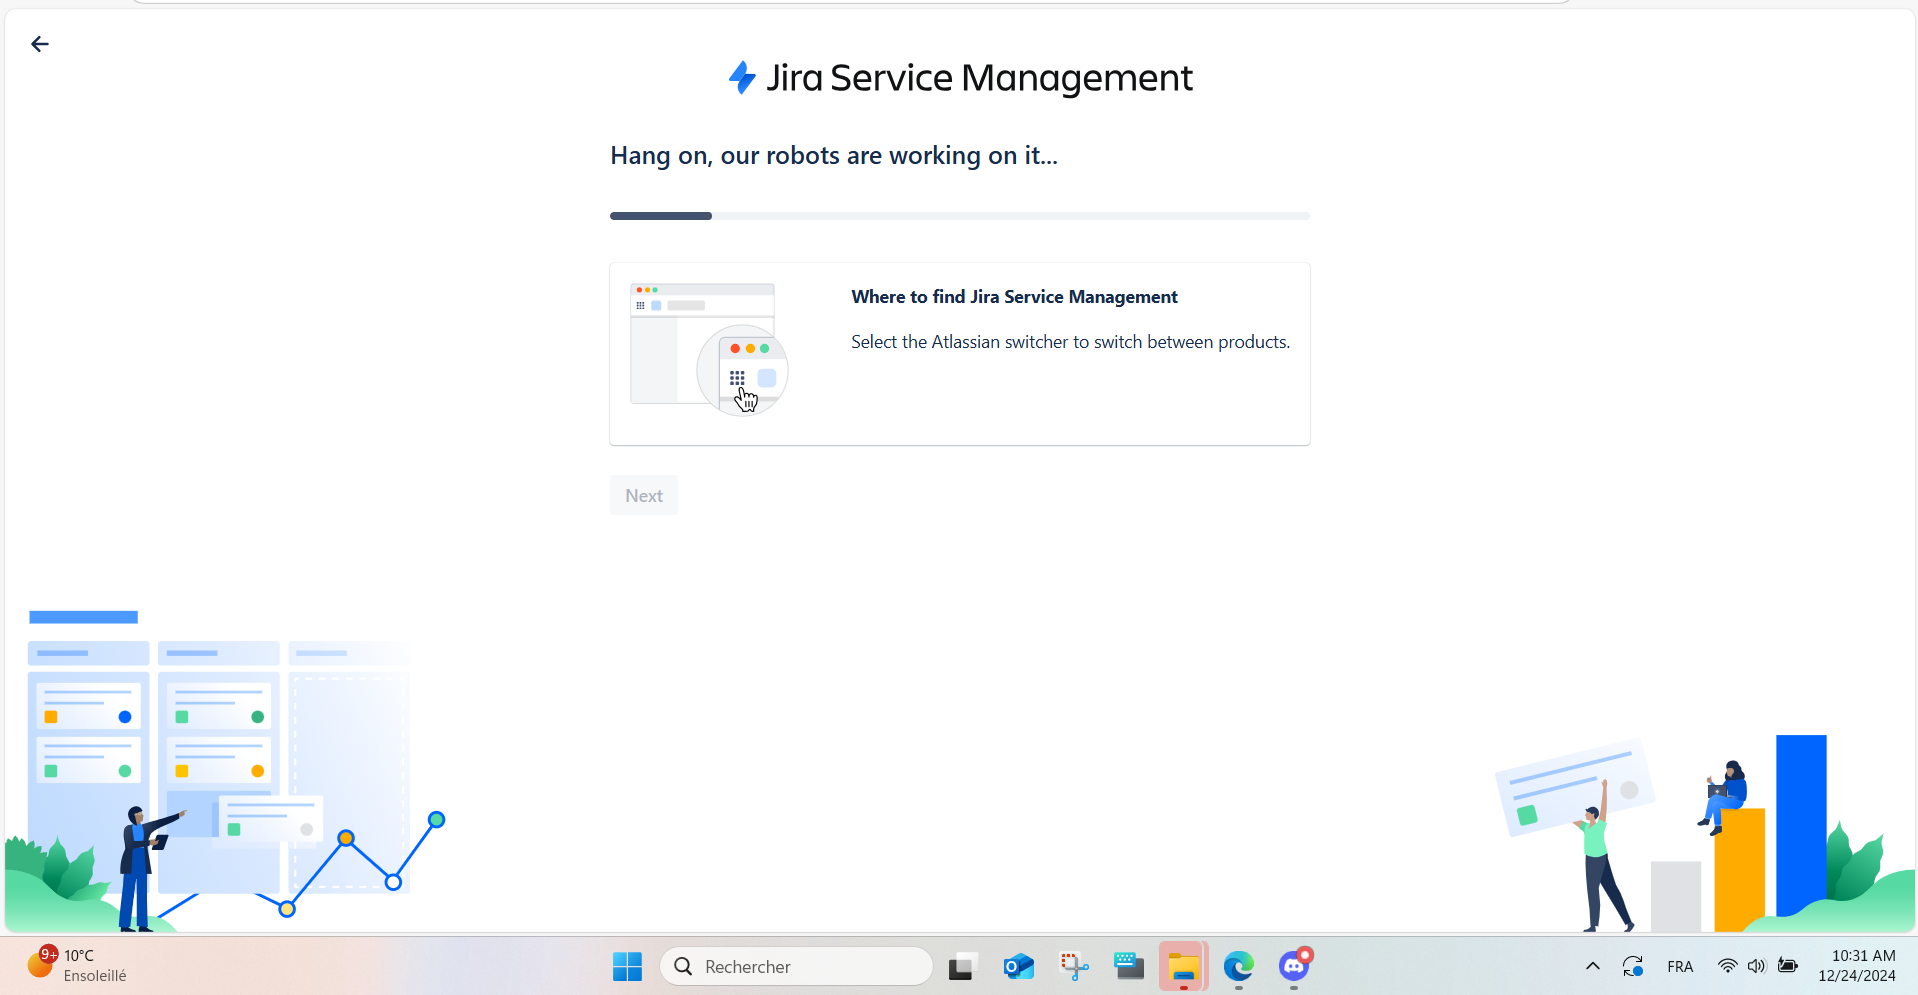 Jira Service Management
Hang on, our robots are working on it...
Where to find Jira Service Management
Select the Atlassian switcher to switch between products.
Next
9+
10°C
Ensoleillé
Rechercher
FRA
10:31 AM
12/24/2024